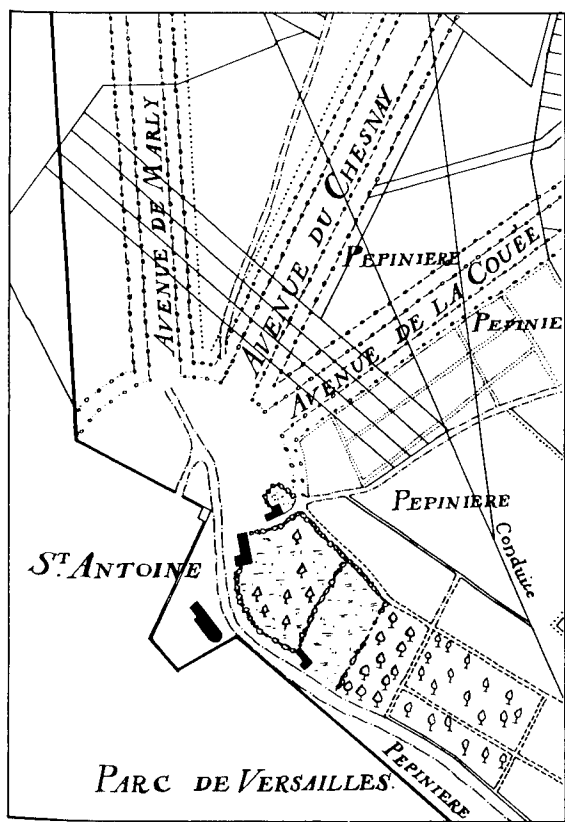 AVENUE DE MARLY
AVENUE DU CHESNAY
PEPINIERE
AVENUE DE LA COUÉE
PEPINIE
PEPINIERE
Conduite
ST. ANTOINE
PARC DE VERSAILLES.
PEPINIERE